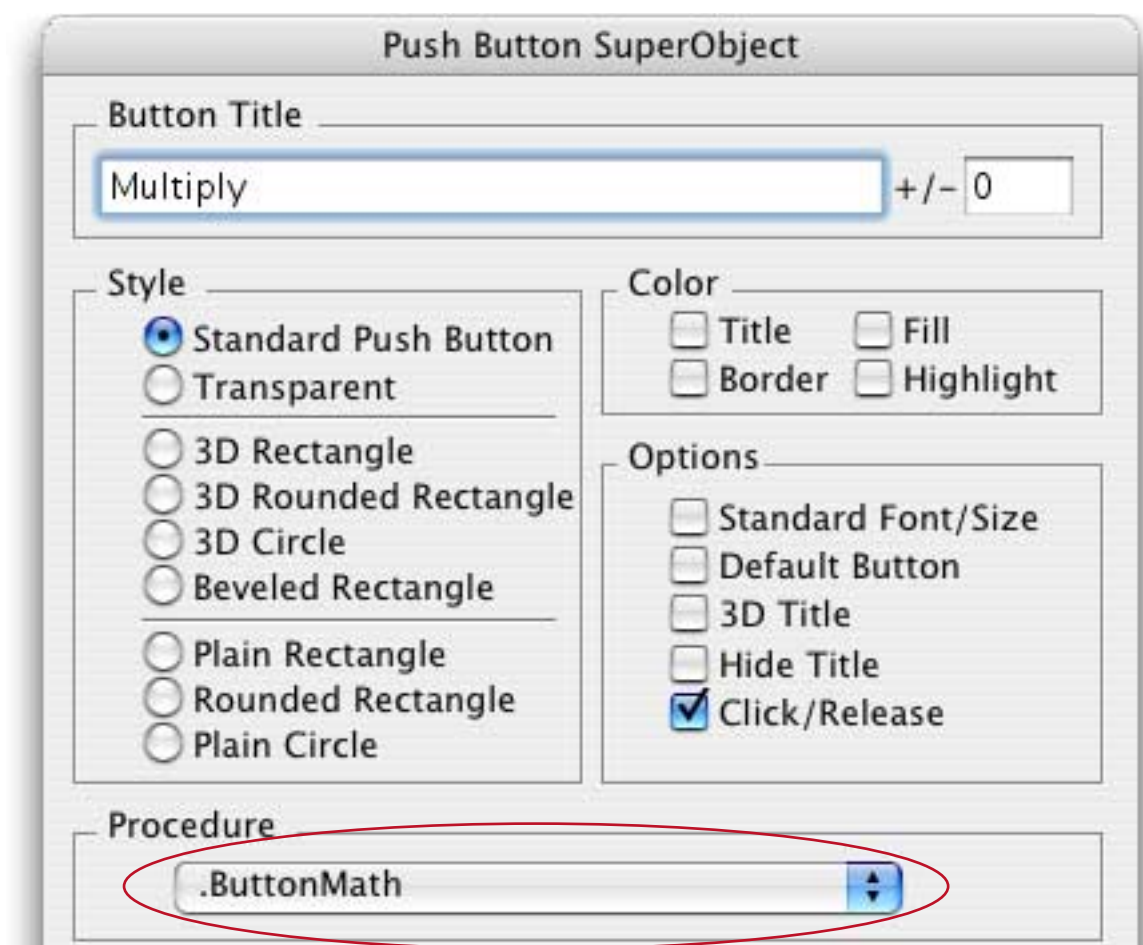 Push Button SuperObject
Button Title
Multiply +/- 0
Style
Standard Push Button
Transparent
3D Rectangle
3D Rounded Rectangle
3D Circle
Beveled Rectangle
Plain Rectangle
Rounded Rectangle
Plain Circle
Color
Title Fill
Border Highlight
Options
Standard Font/Size
Default Button
3D Title
Hide Title
Click/Release
Procedure
.ButtonMath